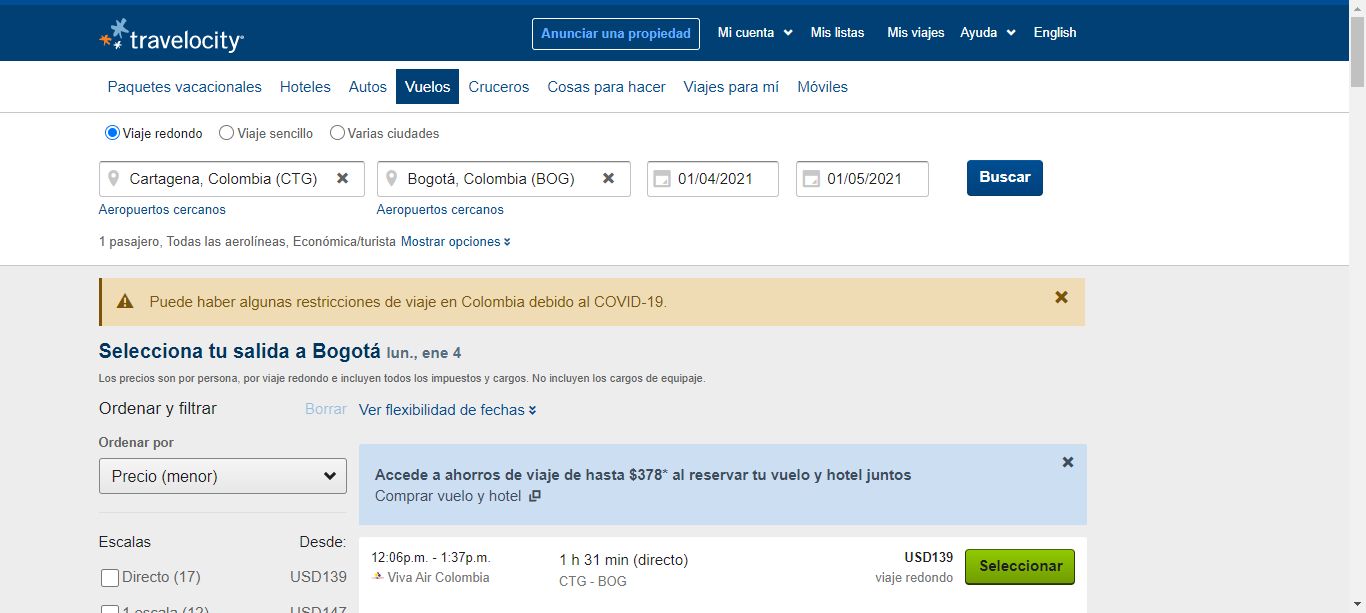 travelocity
Anunciar una propiedad
Mi cuenta
Mis listas
Mis viajes
Ayuda
English
Paquetes vacacionales
Hoteles
Autos
Vuelos
Cruceros
Cosas para hacer
Viajes para mí
Móviles
Viaje redondo
Viaje sencillo
Varias ciudades
Cartagena, Colombia (CTG)
Bogotá, Colombia (BOG)
01/04/2021
01/05/2021
Buscar
Aeropuertos cercanos
Aeropuertos cercanos
1 pasajero, Todas las aerolíneas, Económica/turista Mostrar opciones
Puede haber algunas restricciones de viaje en Colombia debido al COVID-19.
Selecciona tu salida a Bogotá lun., ene 4
Los precios son por persona, por viaje redondo e incluyen todos los impuestos y cargos. No incluyen los cargos de equipaje.
Ordenar y filtrar
Borrar
Ver flexibilidad de fechas
Ordenar por
Precio (menor)
Accede a ahorros de viaje de hasta $378* al reservar tu vuelo y hotel juntos
Comprar vuelo y hotel
Escalas
Desde:
Directo (17)
USD139
1 escala (12)
USD147
12:06p.m. - 1:37p.m.
Viva Air Colombia
1 h 31 min (directo)
CTG - BOG
USD139
viaje redondo
Seleccionar